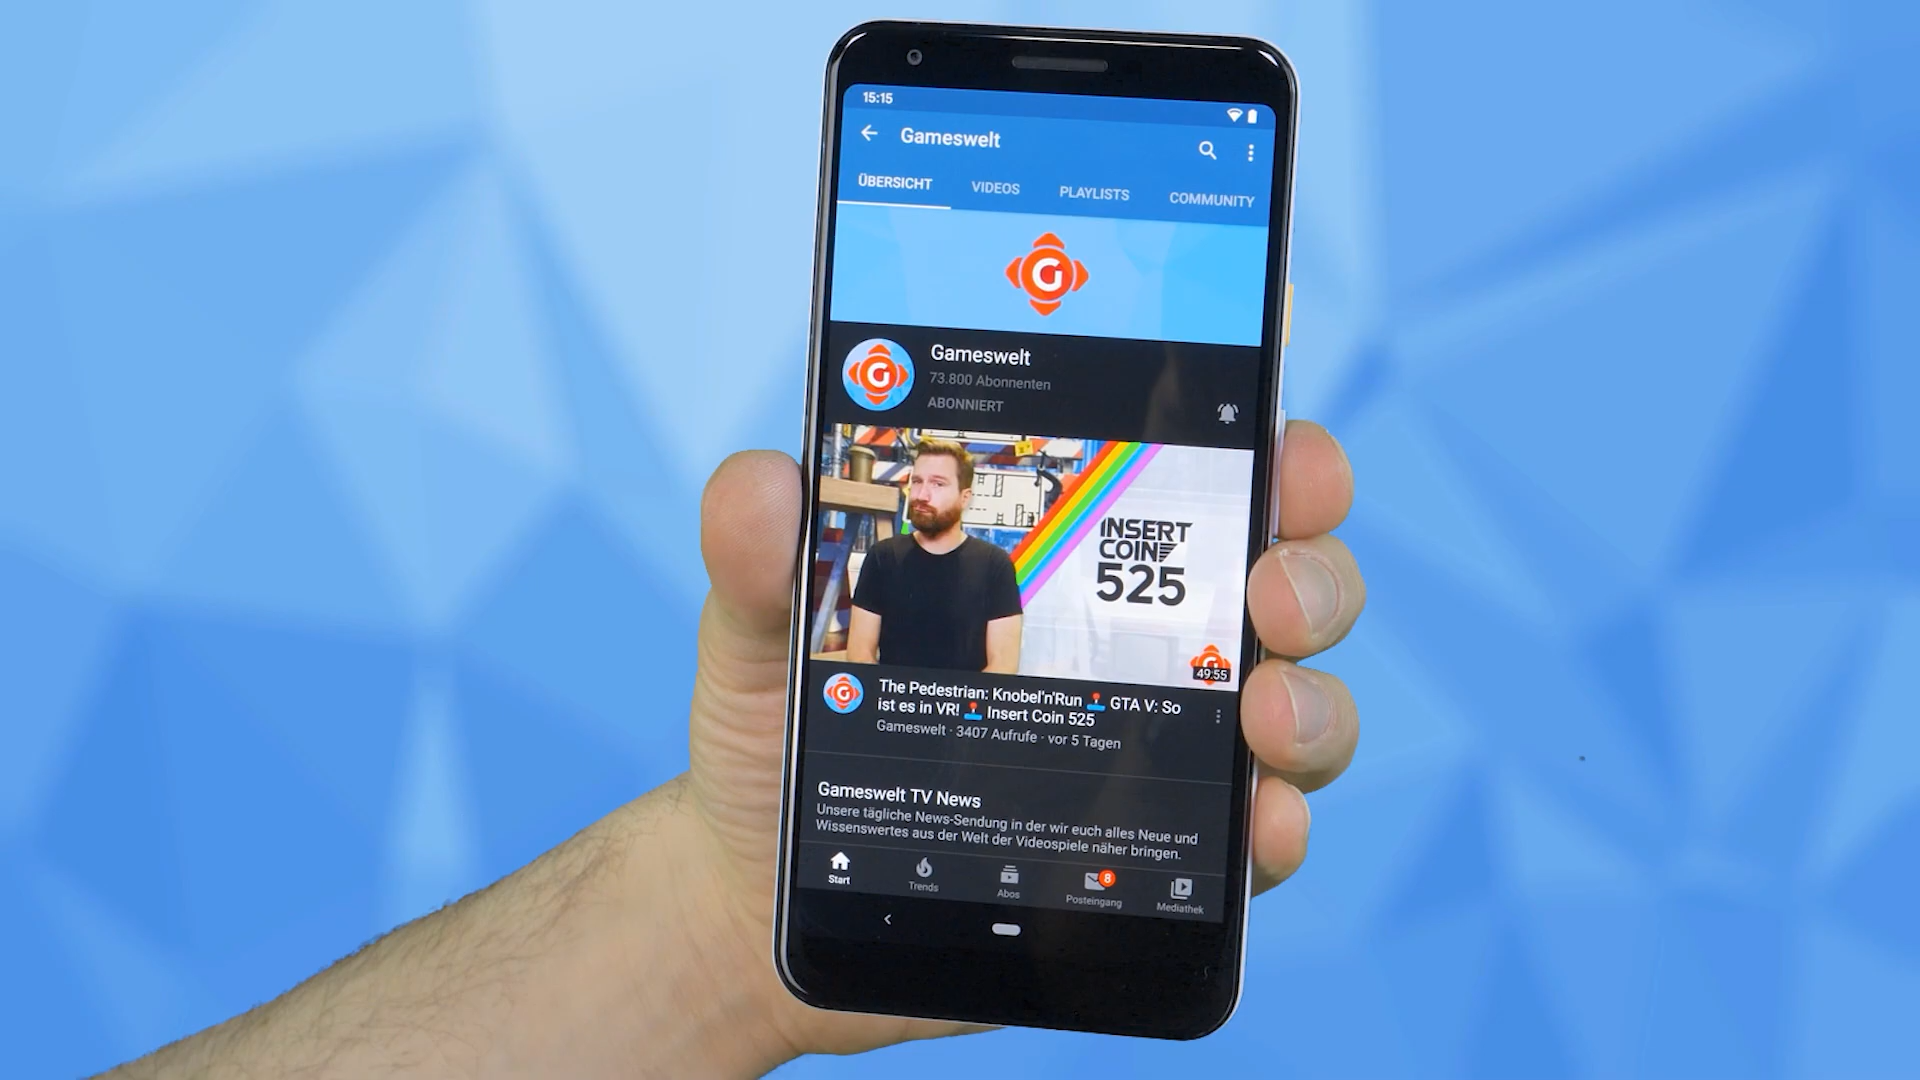 15:15
Gameswelt
ÜBERSICHT
VIDEOS
PLAYLISTS
COMMUNITY
G
Gameswelt
73.800 Abonnenten
ABONNIERT
G
INSERT
COIN
525
G
49:55
G
The Pedestrian: Knobel'n'Run 🕹️ GTA V: So
ist es in VR! 🕹️ Insert Coin 525
Gameswelt · 3407 Aufrufe · vor 5 Tagen
Gameswelt TV News
Unsere tägliche News-Sendung in der wir euch alles Neue und
Wissenswertes aus der Welt der Videospiele näher bringen.
Start
Trends
Abos
8
Posteingang
Mediathek